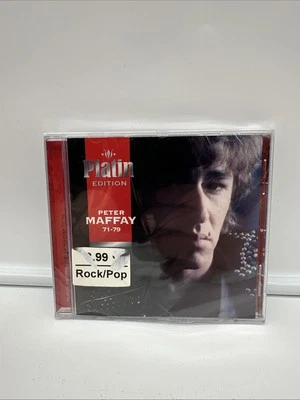 Platin
EDITION
PETER
MAFFAY
71-79
.99
Rock/Pop